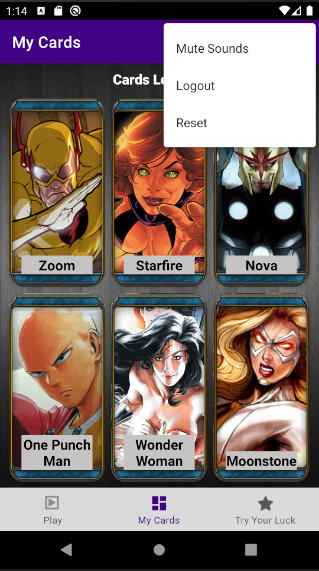 1:14
My Cards
Mute Sounds
Logout
Reset
Cards
Zoom
Starfire
Nova
One Punch
Man
Wonder
Woman
Moonstone
Play
My Cards
Try Your Luck